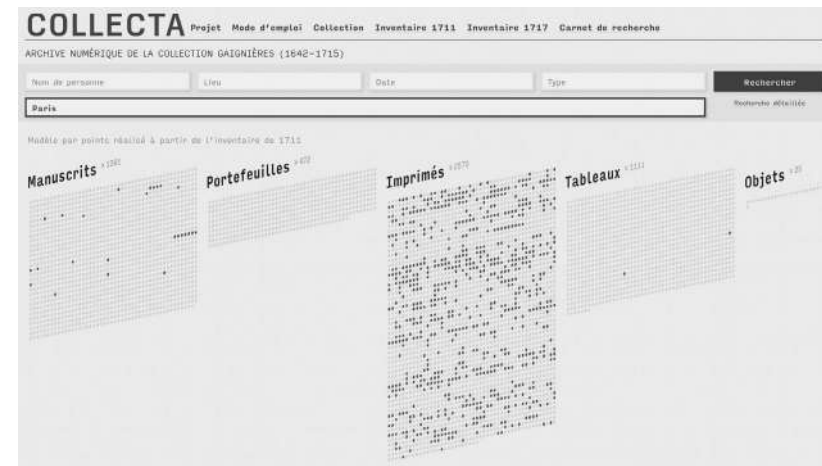 COLLECTA Projet Mode d'emploi Collection Inventaire 1711 Inventaire 1717 Carnet de recherche
ARCHIVE NUMÉRIQUE DE LA COLLECTION GAIGNIÈRES (1642-1715)
Nom de personne Lieu Date Type Rechercher
Paris Recherche détaillée
Modèle par points réalisé à partir de l'inventaire de 1711
Manuscrits Portefeuilles Imprimés Tableaux Objets